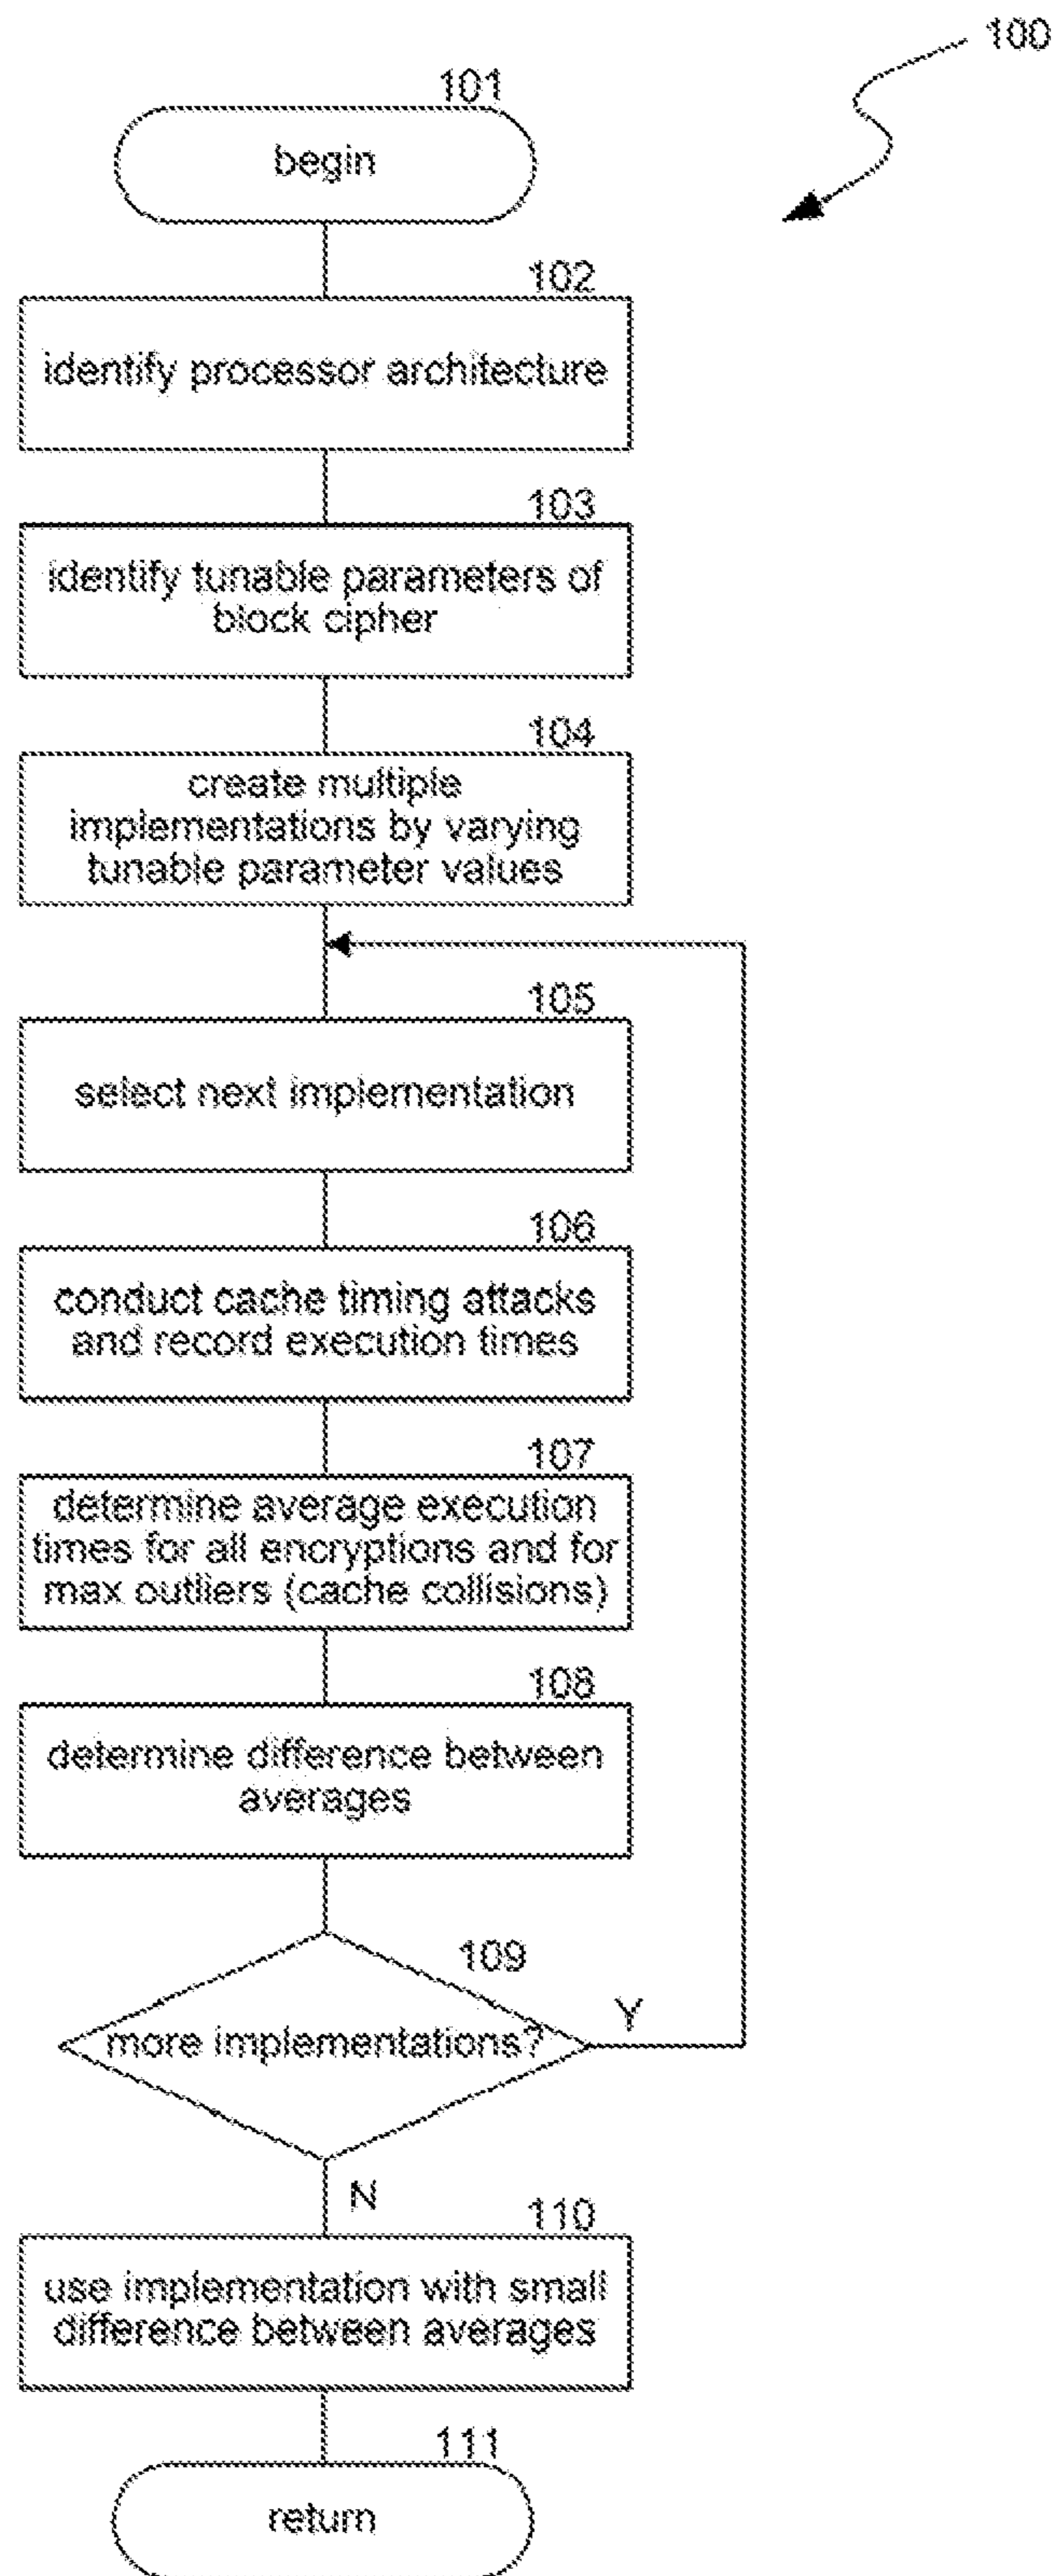 100
101
begin
102
identify processor architecture
103
identify tunable parameters of
block cipher
104
create multiple
implementations by varying
tunable parameter values
105
select next implementation
106
conduct cache timing attacks
and record execution times
107
determine average execution
times for all encryptions and for
max outliers (cache collisions)
108
determine difference between
averages
109
more implementations?
Y
N
110
use implementation with small
difference between averages
111
return